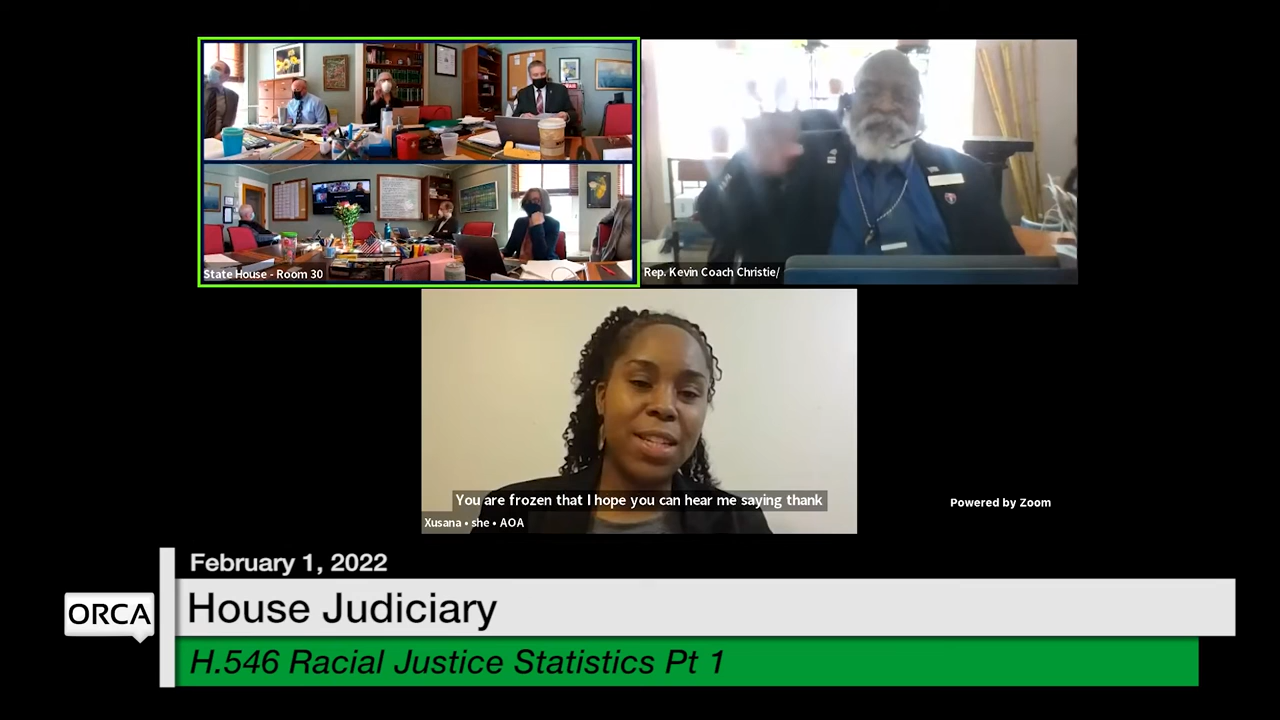 State House - Room 30
Rep. Kevin Coach Christie/
You are frozen that I hope you can hear me saying thank
Xusana • she • AOA
Powered by Zoom
February 1, 2022
ORCA
House Judiciary
H.546 Racial Justice Statistics Pt 1